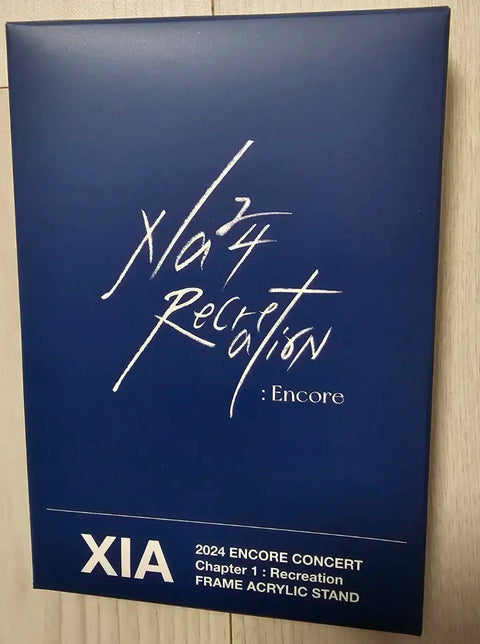 XIa 24
Recreation
: Encore
XIA
2024 ENCORE CONCERT
Chapter 1 : Recreation
FRAME ACRYLIC STAND